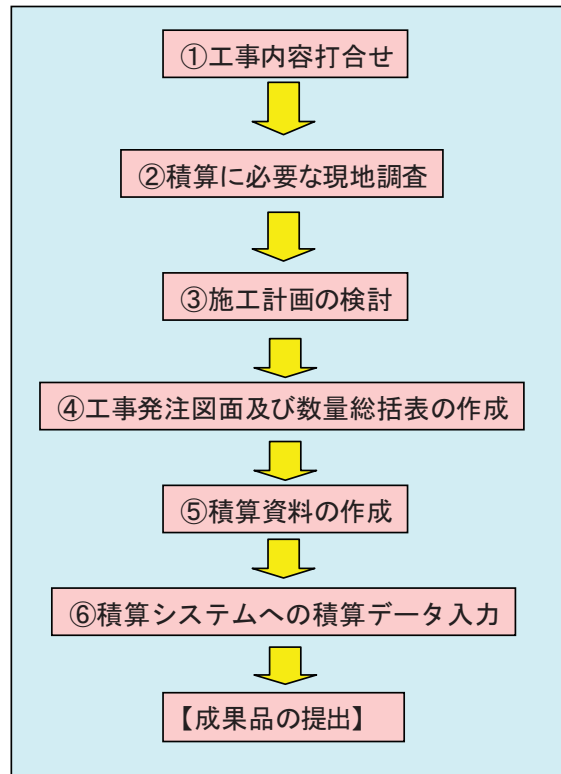 ①工事内容打合せ
②積算に必要な現地調査
③施工計画の検討
④工事発注図面及び数量総括表の作成
⑤積算資料の作成
⑥積算システムへの積算データ入力
【成果品の提出】